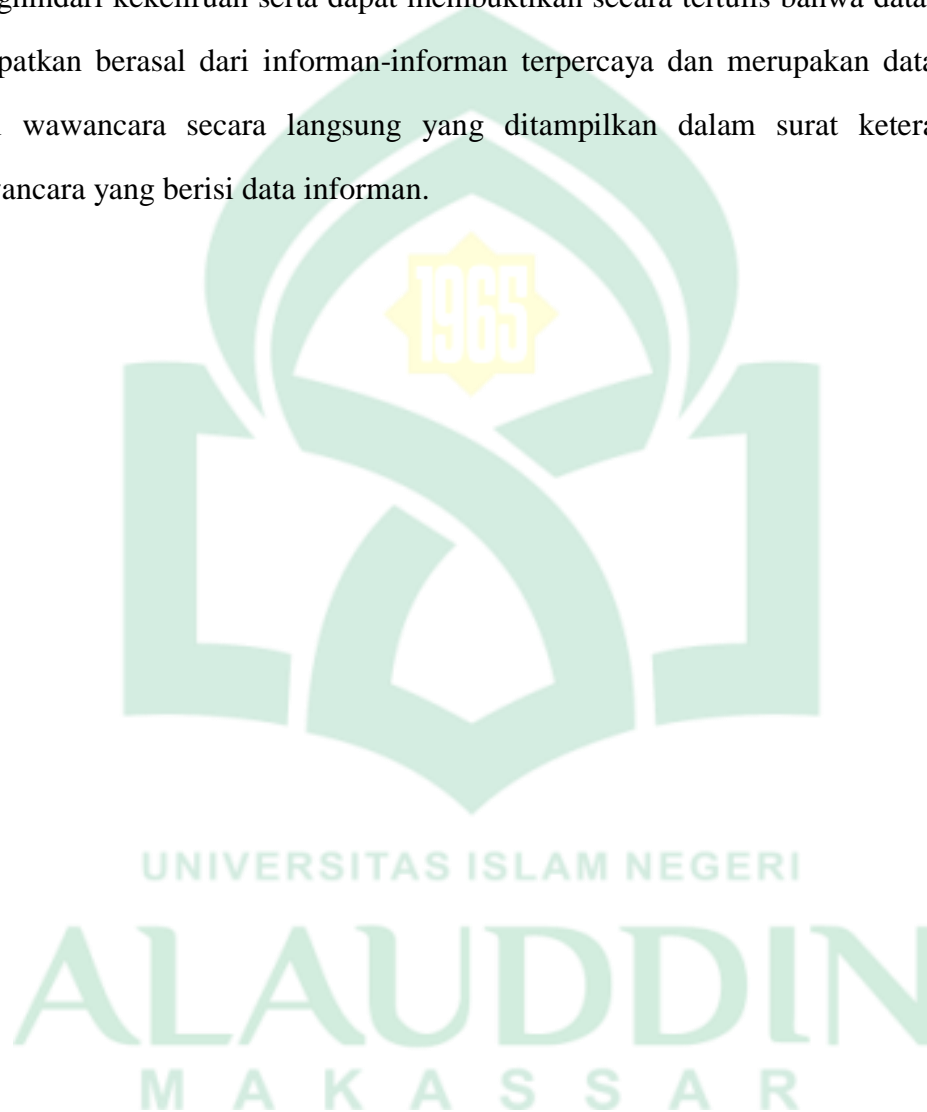 kekeliruan serta dapat membuktikan secara tertulis bahwa data
patkan berasal dari informan-informan terpercaya dan merupakan data
wawancara secara langsung yang ditampilkan dalam surat ketera
ancara yang berisi data informan.
1965
UNIVERSITAS ISLAM NEGERI
ALAUDDIN
MAKASSAR